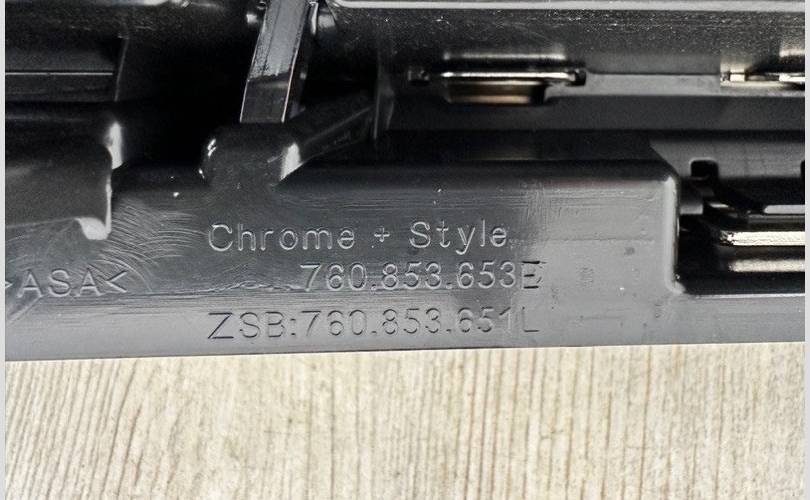 Chrome + Style
760.853.653E
>ASA<
ZSB:760.853.651L